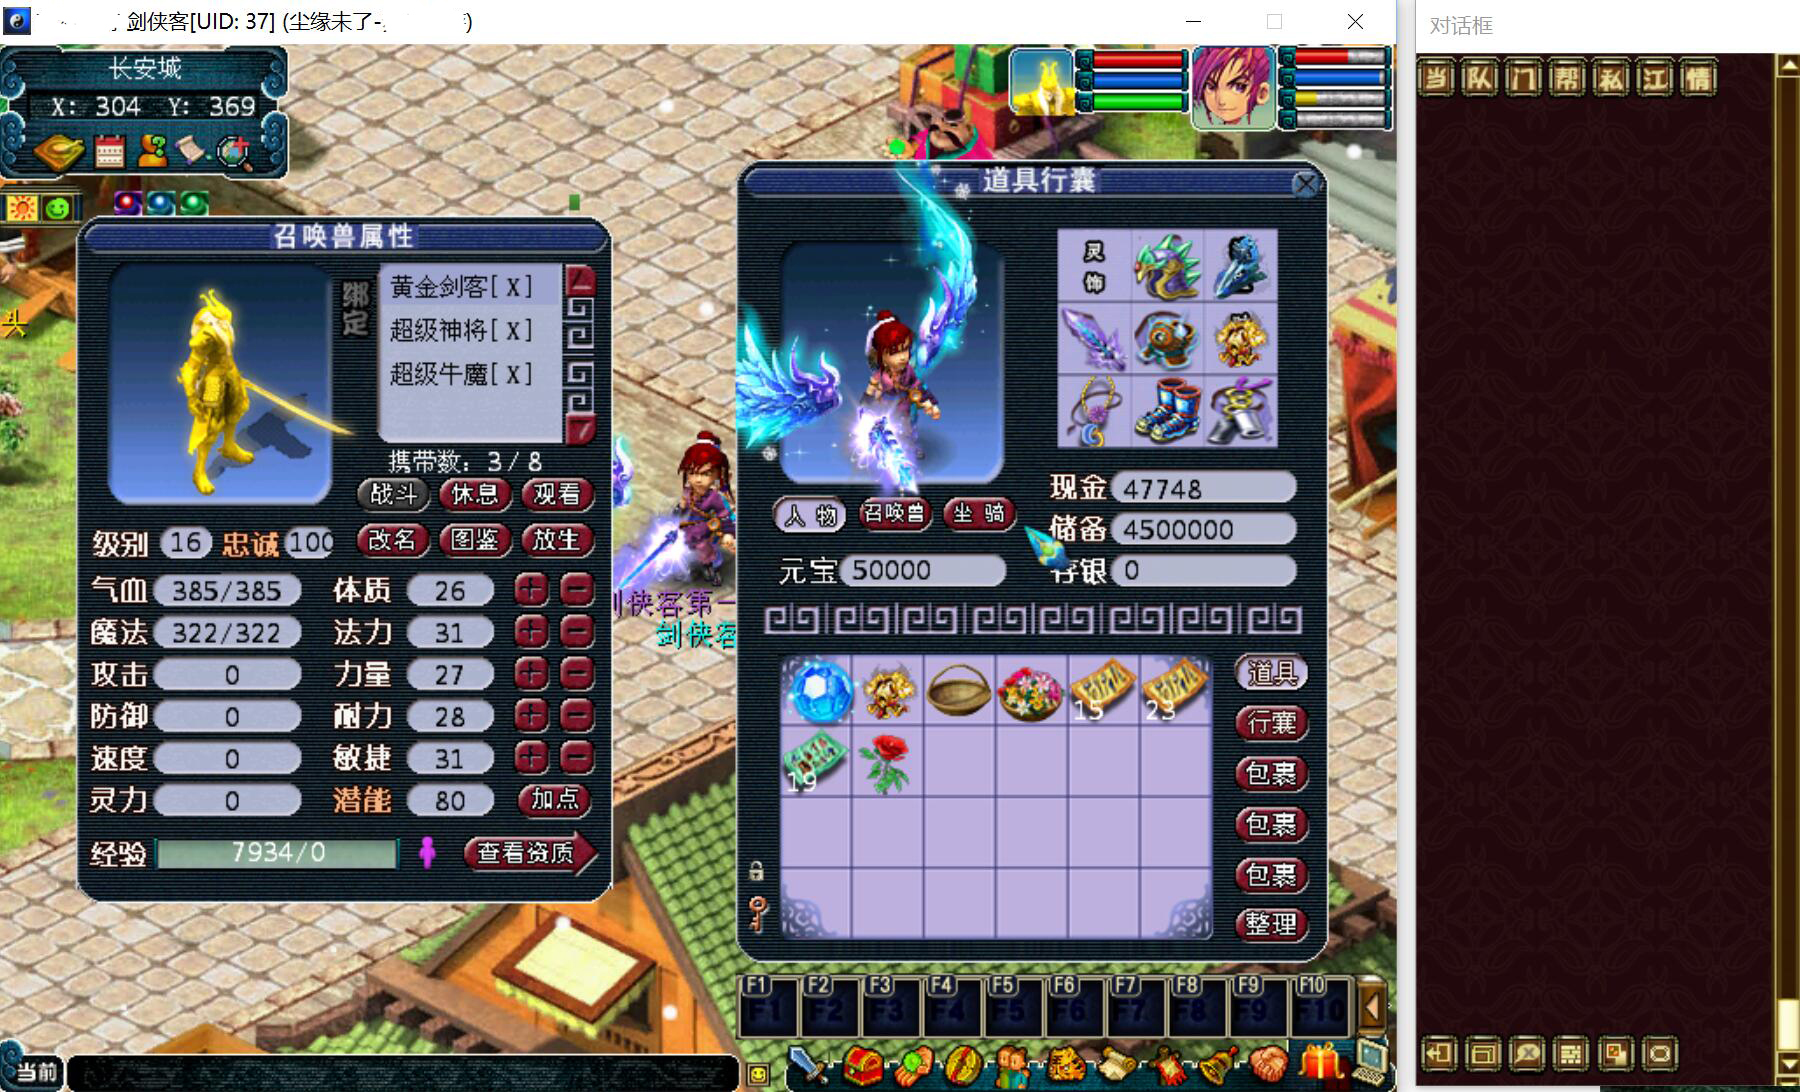 剑侠客[UID: 37] (尘缘未了-
对话框
长安城
X: 304 Y: 369
当 队 门 帮 私 江 情
召唤兽属性
绑定
黄金剑客[X]
超级神将[X]
超级牛魔[X]
携带数: 3/8
战斗 休息 观看
级别 16 忠诚 100 改名 图鉴 放生
气血 385/385 体质 26
魔法 322/322 法力 31
攻击 0 力量 27
防御 0 耐力 28
速度 0 敏捷 31
灵力 0 潜能 80 加点
经验 7934/0 查看资质
剑侠客第一
剑侠客
道具行囊
灵饰
人物 召唤兽 坐骑
现金 47748
储备 4500000
元宝 50000 存银 0
15 23
19
道具
行囊
包裹
包裹
包裹
整理
F1 F2 F3 F4 F5 F6 F7 F8 F9 F10
当前